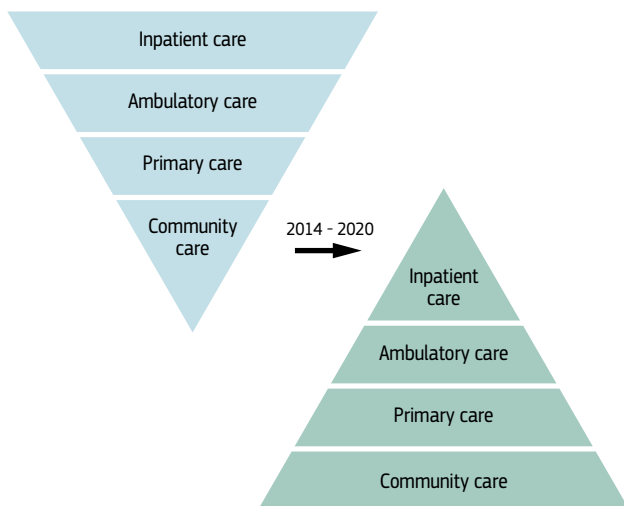 Inpatient care
Ambulatory care
Primary care
Community
care
2014 - 2020
Inpatient
care
Ambulatory care
Primary care
Community care